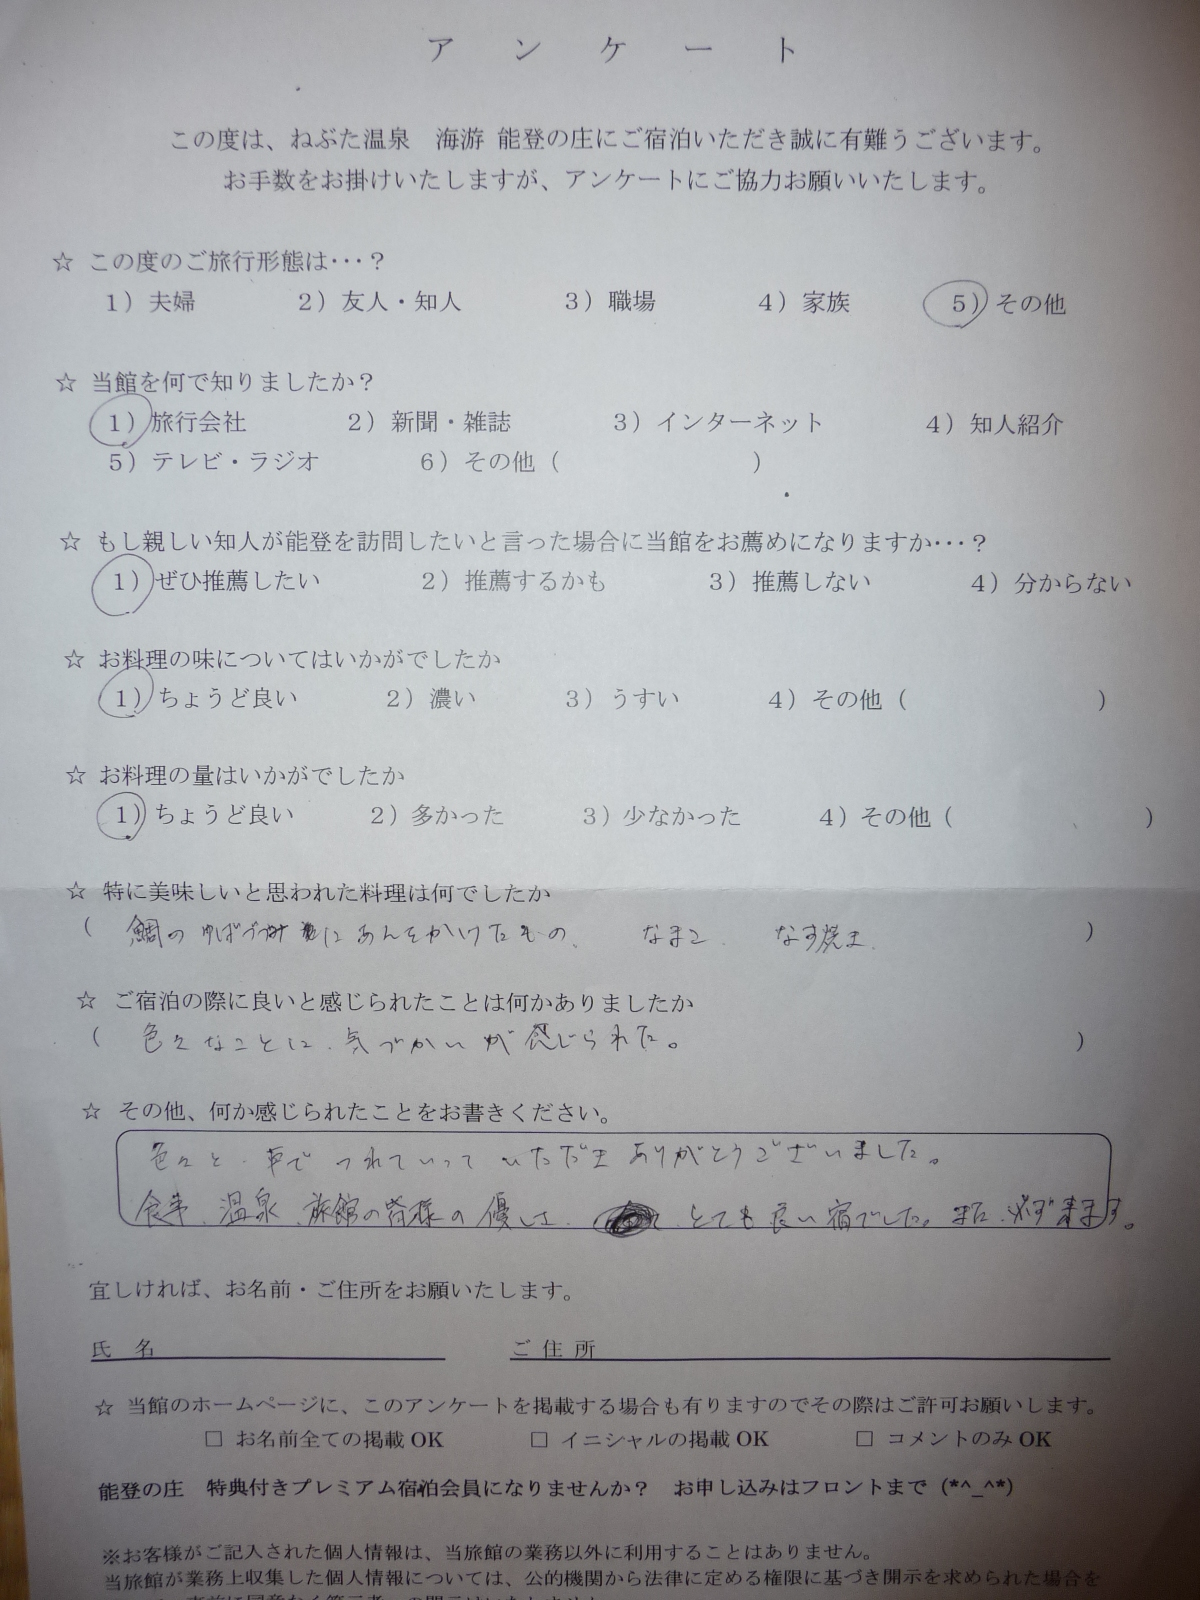 アンケート
この度は、ねぶた温泉 海游 能登の庄にご宿泊いただき誠に有難うございます。
お手数をお掛けいたしますが、アンケートにご協力お願いいたします。
☆ この度のご旅行形態は･･･？
1）夫婦 2）友人・知人 3）職場 4）家族 5）その他
☆ 当館を何で知りましたか？
1）旅行会社 2）新聞・雑誌 3）インターネット 4）知人紹介
5）テレビ・ラジオ 6）その他（ ）
☆ もし親しい知人が能登を訪問したいと言った場合に当館をお薦めになりますか･･･？
1）ぜひ推薦したい 2）推薦するかも 3）推薦しない 4）分からない
☆ お料理の味についてはいかがでしたか
1）ちょうど良い 2）濃い 3）うすい 4）その他（ ）
☆ お料理の量はいかがでしたか
1）ちょうど良い 2）多かった 3）少なかった 4）その他（ ）
☆ 特に美味しいと思われた料理は何でしたか
（ 鯛のゆば にあんをかけたもの、 なまこ、 なす焼き ）
☆ ご宿泊の際に良いと感じられたことは何かありましたか
（ 色々なことに、気づかいが感じられた。 ）
☆ その他、何か感じられたことをお書きください。
色々と、車で つれていって いただき ありがとうございました。
食事、温泉、旅館の皆様の優しさ、 とても良い宿でした。また、必ず来ます。
宜しければ、お名前・ご住所をお願いたします。
氏 名 ご 住 所
☆ 当館のホームページに、このアンケートを掲載する場合も有りますのでその際はご許可お願いします。
□ お名前全ての掲載 OK □ イニシャルの掲載 OK □ コメントのみ OK
能登の庄 特典付きプレミアム宿泊会員になりませんか？ お申し込みはフロントまで (*^_^*)
※お客様がご記入された個人情報は、当旅館の業務以外に利用することはありません。
当旅館が業務上収集した個人情報については、公的機関から法律に定める権限に基づき開示を求められた場合を